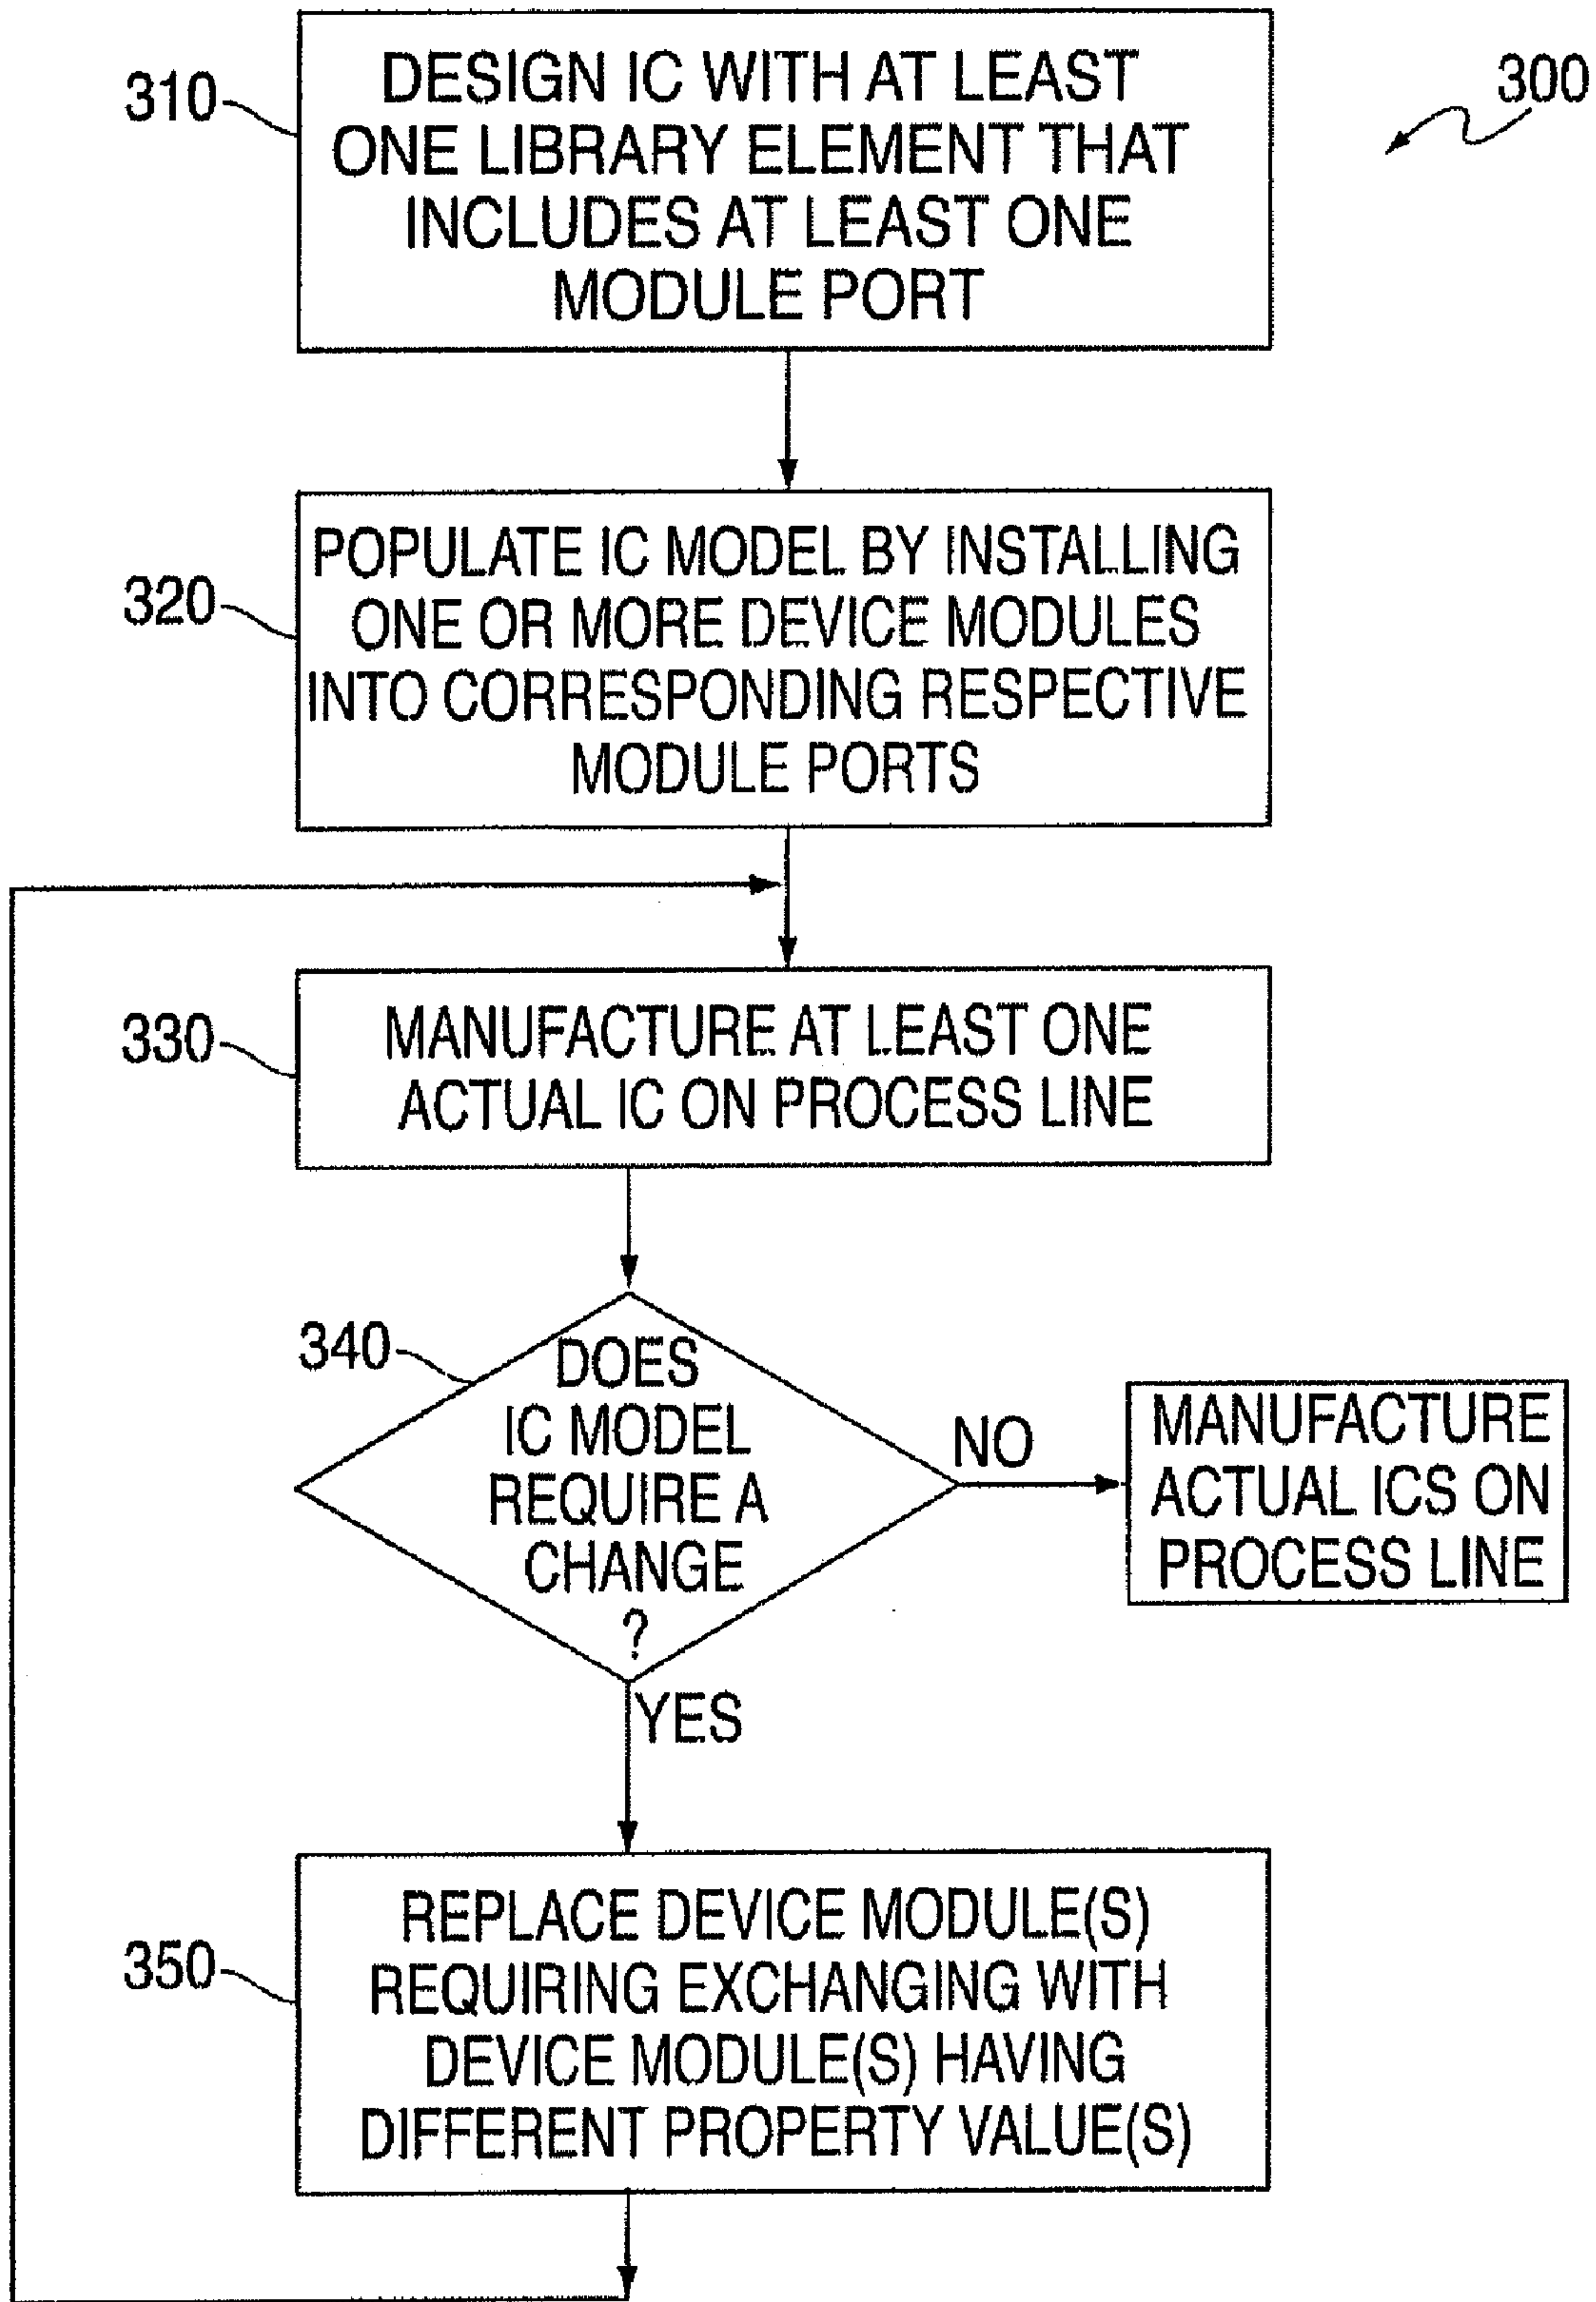 300
310
DESIGN IC WITH AT LEAST
ONE LIBRARY ELEMENT THAT
INCLUDES AT LEAST ONE
MODULE PORT
320
POPULATE IC MODEL BY INSTALLING
ONE OR MORE DEVICE MODULES
INTO CORRESPONDING RESPECTIVE
MODULE PORTS
330
MANUFACTURE AT LEAST ONE
ACTUAL IC ON PROCESS LINE
340
DOES
IC MODEL
REQUIRE A
CHANGE
?
NO
MANUFACTURE
ACTUAL ICS ON
PROCESS LINE
YES
350
REPLACE DEVICE MODULE(S)
REQUIRING EXCHANGING WITH
DEVICE MODULE(S) HAVING
DIFFERENT PROPERTY VALUE(S)